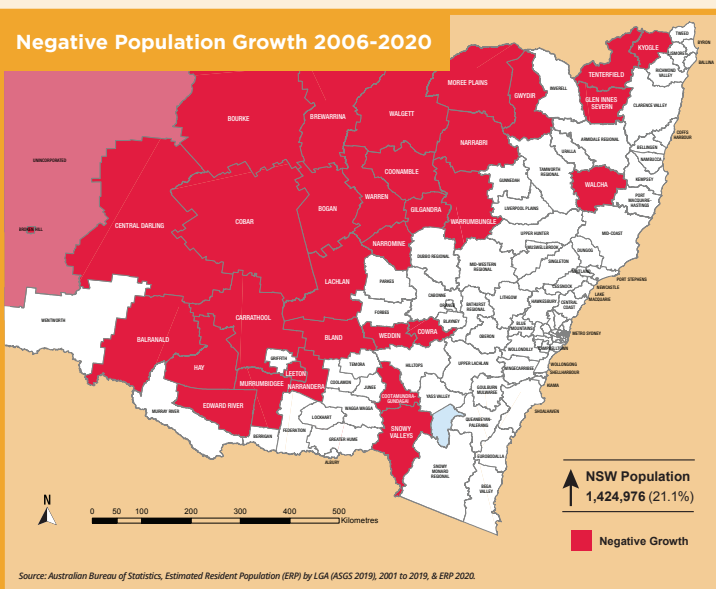 Negative Population Growth 2006-2020
TWEED
KYOGLE
LISMORE
BYRON
BALLINA
RICHMOND
VALLEY
TENTERFIELD
MOREE PLAINS
GWYDIR
INVERELL
GLEN INNES
SEVERN
CLARENCE VALLEY
BOURKE
BREWARRINA
WALGETT
NARRABRI
ARMIDALE REGIONAL
URALLA
COFFS
HARBOUR
BELLINGEN
NAMBUCCA
UNINCORPORATED
COONAMBLE
GUNNEDAH
TAMWORTH
REGIONAL
WALCHA
KEMPSEY
PORT
MACQUARIE-
HASTINGS
BROKEN HILL
CENTRAL DARLING
COBAR
BOGAN
WARREN
GILGANDRA
WARRUMBUNGLE
LIVERPOOL PLAINS
UPPER HUNTER
MID-COAST
NARROMINE
DUBBO REGIONAL
MID-WESTERN
REGIONAL
MUSWELLBROOK
DUNGOG
SINGLETON
MAITLAND
PORT STEPHENS
LACHLAN
PARKES
CABONNE
ORANGE
BATHURST
REGIONAL
LITHGOW
CESSNOCK
NEWCASTLE
LAKE
MACQUARIE
HAWKESBURY
CENTRAL
COAST
WENTWORTH
BALRANALD
CARRATHOOL
FORBES
BLAYNEY
OBERON
BLUE
MOUNTAINS
METRO SYDNEY
BLAND
WEDDIN
COWRA
WOLLONDILLY
CAMPBELLTOWN
HAY
GRIFFITH
LEETON
TEMORA
HILLTOPS
UPPER LACHLAN
WINGECARRIBEE
WOLLONGONG
SHELLHARBOUR
KIAMA
MURRUMBIDGEE
NARRANDERA
COOLAMON
JUNEE
COOTAMUNDRA-
GUNDAGAI
YASS VALLEY
GOULBURN
MULWAREE
SHOALHAVEN
MURRAY RIVER
EDWARD RIVER
BERRIGAN
FEDERATION
LOCKHART
WAGGA WAGGA
GREATER HUME
ALBURY
SNOWY
VALLEYS
QUEANBEYAN-
PALERANG
SNOWY
MONARO
REGIONAL
EUROBODALLA
BEGA
VALLEY
NSW Population
1,424,976 (21.1%)
Negative Growth
N
0 50 100 200 300 400 500
Kilometres
Source: Australian Bureau of Statistics, Estimated Resident Population (ERP) by LGA (ASGS 2019), 2001 to 2019, & ERP 2020.